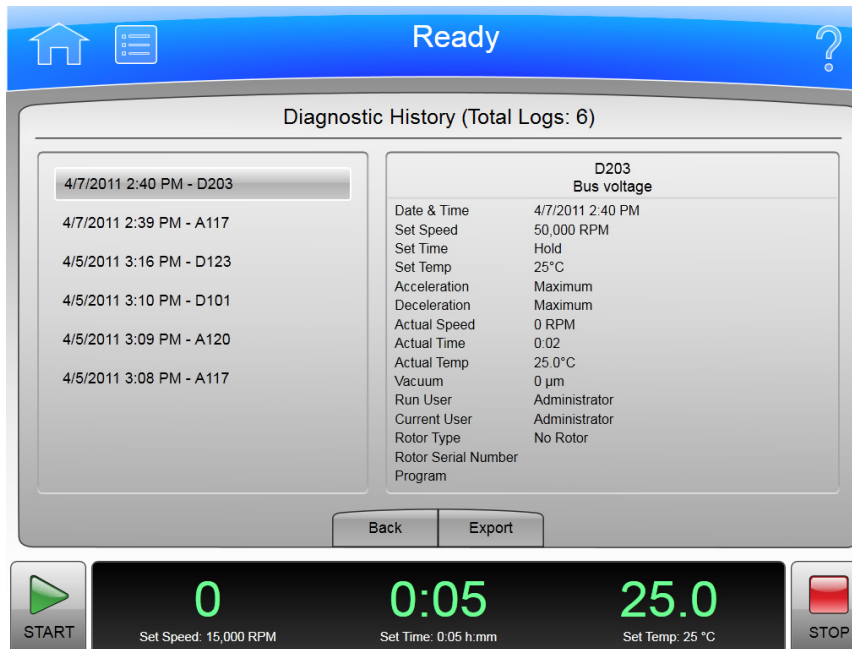 Ready
?
Diagnostic History (Total Logs: 6)
4/7/2011 2:40 PM - D203
4/7/2011 2:39 PM - A117
4/5/2011 3:16 PM - D123
4/5/2011 3:10 PM - D101
4/5/2011 3:09 PM - A120
4/5/2011 3:08 PM - A117
D203
Bus voltage
Date & Time 4/7/2011 2:40 PM
Set Speed 50,000 RPM
Set Time Hold
Set Temp 25°C
Acceleration Maximum
Deceleration Maximum
Actual Speed 0 RPM
Actual Time 0:02
Actual Temp 25.0°C
Vacuum 0 µm
Run User Administrator
Current User Administrator
Rotor Type No Rotor
Rotor Serial Number
Program
Back Export
START
0
Set Speed: 15,000 RPM
0:05
Set Time: 0:05 h:mm
25.0
Set Temp: 25 °C
STOP